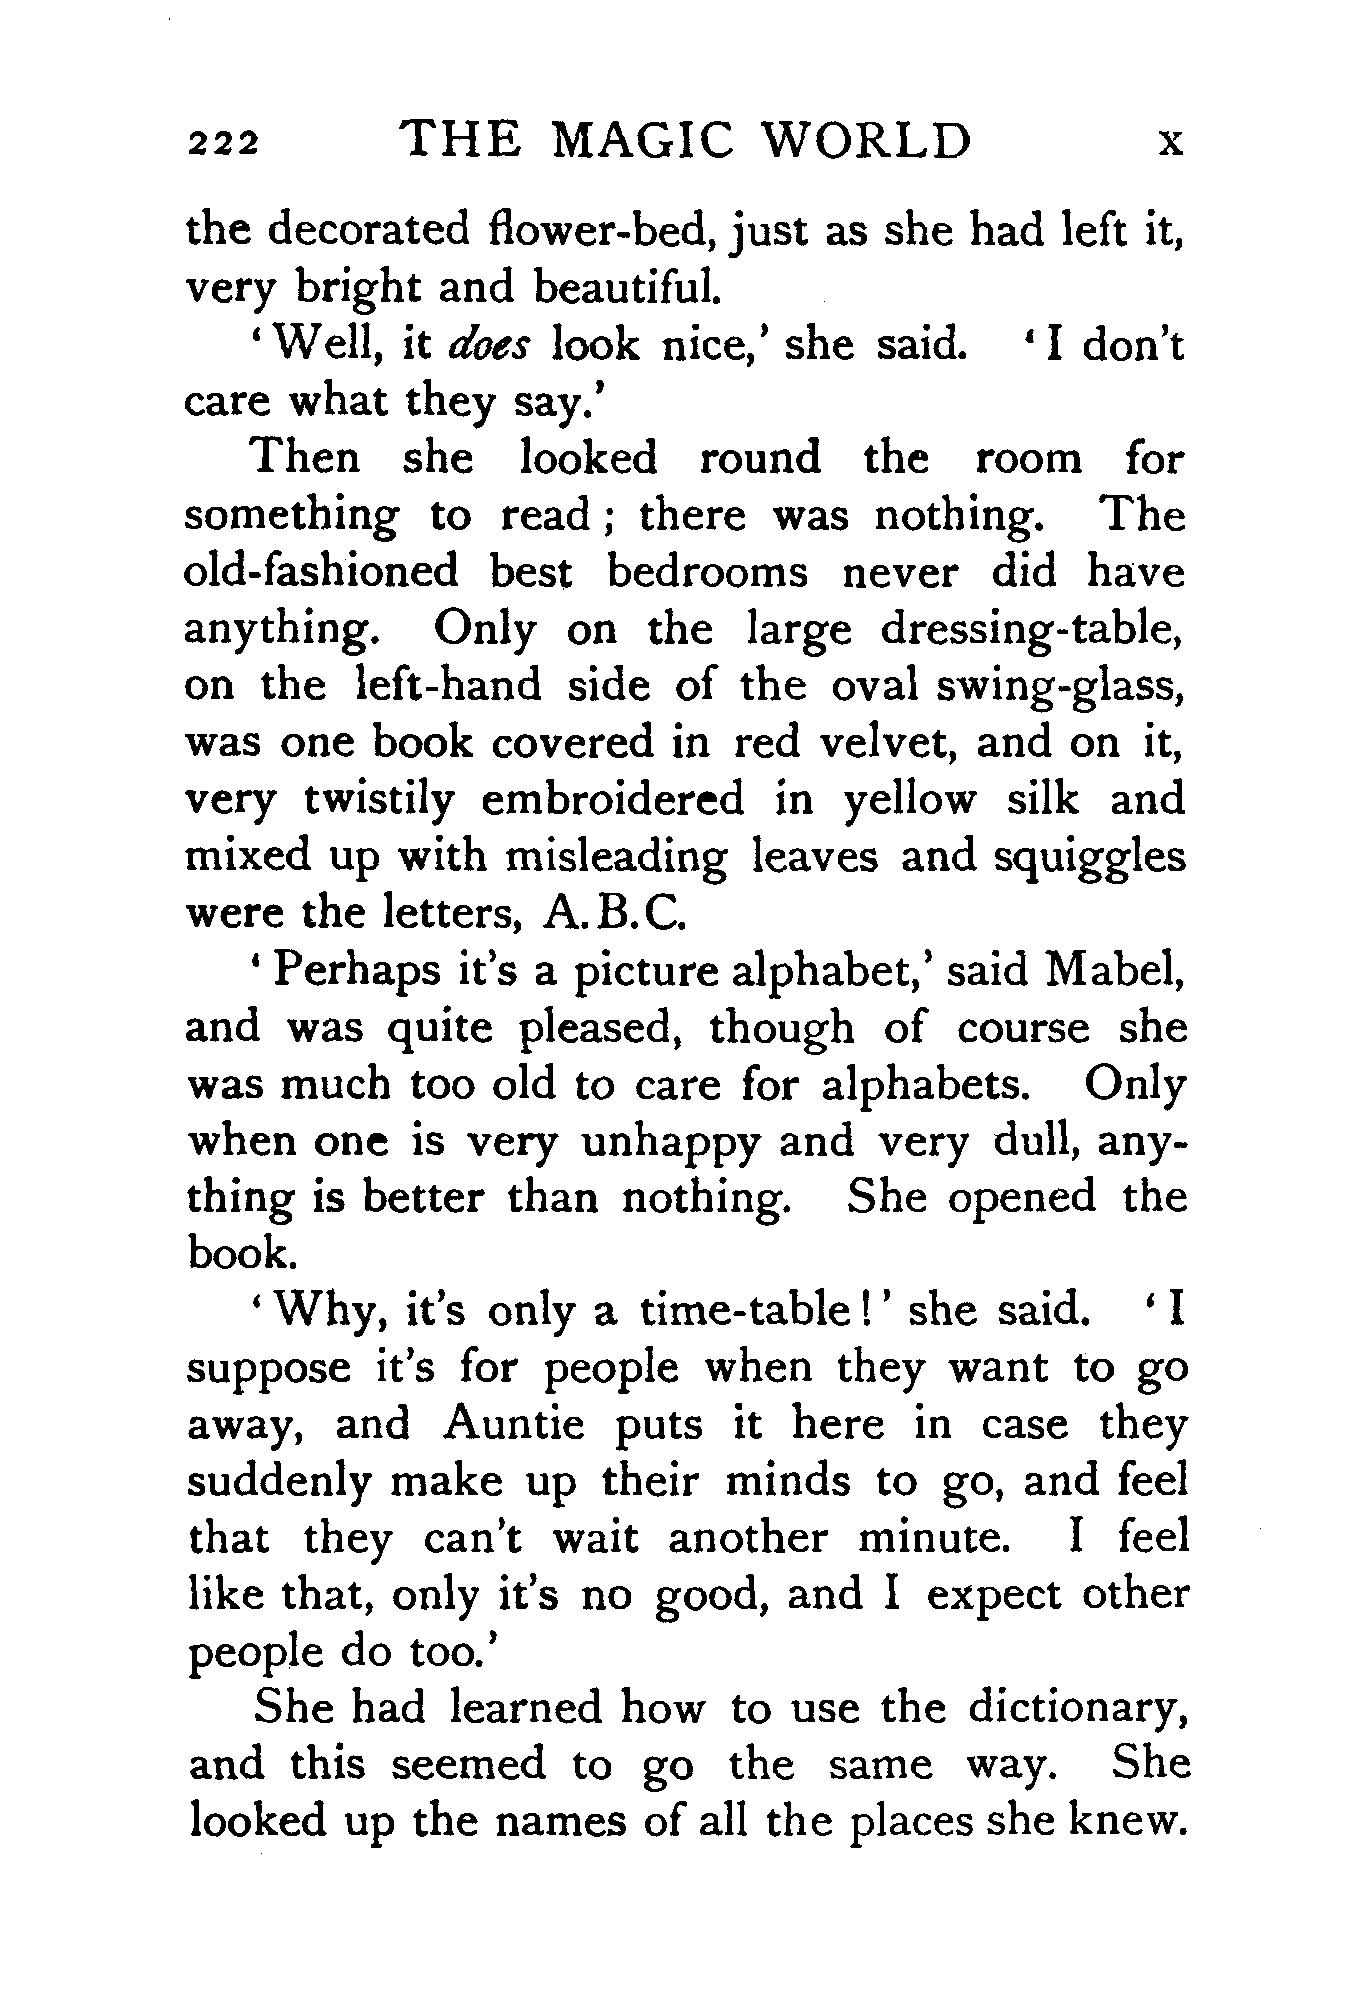 222 THE MAGIC WORLD x
the decorated flower-bed, just as she had left it,
very bright and beautiful.
‘Well, it does look nice,’ she said. ‘I don’t
care what they say.’
Then she looked round the room for
something to read; there was nothing. The
old-fashioned best bedrooms never did have
anything. Only on the large dressing-table,
on the left-hand side of the oval swing-glass,
was one book covered in red velvet, and on it,
very twistily embroidered in yellow silk and
mixed up with misleading leaves and squiggles
were the letters, A.B.C.
‘Perhaps it’s a picture alphabet,’ said Mabel,
and was quite pleased, though of course she
was much too old to care for alphabets. Only
when one is very unhappy and very dull, any-
thing is better than nothing. She opened the
book.
‘Why, it’s only a time-table!’ she said. ‘I
suppose it’s for people when they want to go
away, and Auntie puts it here in case they
suddenly make up their minds to go, and feel
that they can’t wait another minute. I feel
like that, only it’s no good, and I expect other
people do too.’
She had learned how to use the dictionary,
and this seemed to go the same way. She
looked up the names of all the places she knew.